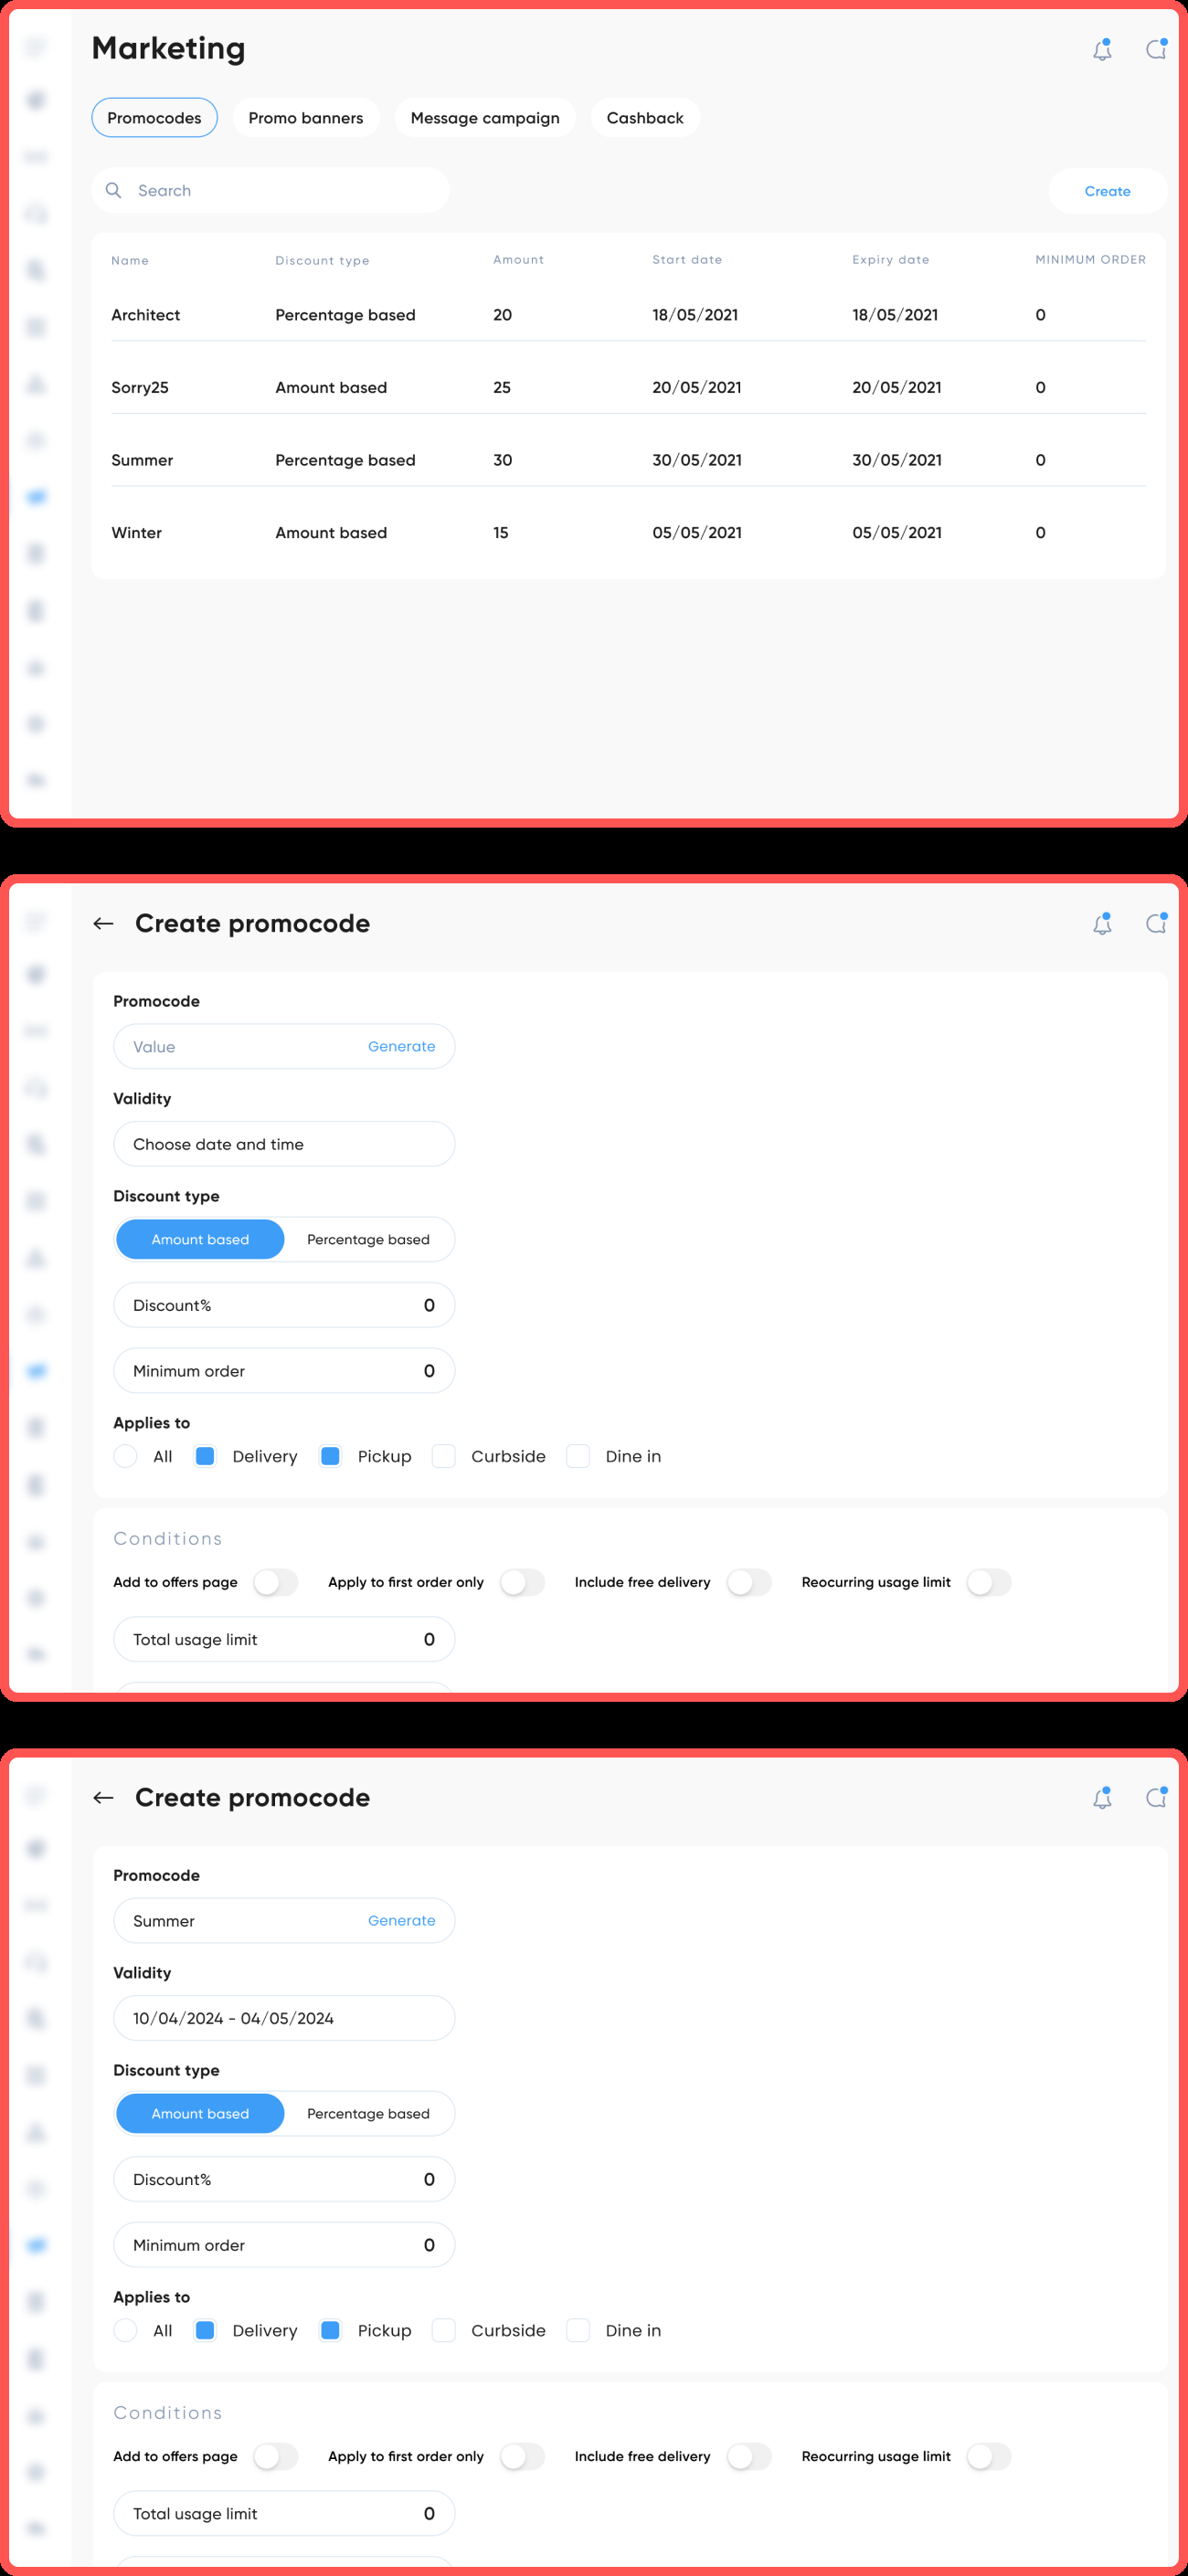 Marketing
Promocodes Promo banners Message campaign Cashback
Search Create
Name Discount type Amount Start date Expiry date MINIMUM ORDER
Architect Percentage based 20 18/05/2021 18/05/2021 0
Sorry25 Amount based 25 20/05/2021 20/05/2021 0
Summer Percentage based 30 30/05/2021 30/05/2021 0
Winter Amount based 15 05/05/2021 05/05/2021 0
Create promocode
Promocode
Value Generate
Validity
Choose date and time
Discount type
Amount based Percentage based
Discount% 0
Minimum order 0
Applies to
All Delivery Pickup Curbside Dine in
Conditions
Add to offers page Apply to first order only Include free delivery Reocurring usage limit
Total usage limit 0
Create promocode
Promocode
Summer Generate
Validity
10/04/2024 - 04/05/2024
Discount type
Amount based Percentage based
Discount% 0
Minimum order 0
Applies to
All Delivery Pickup Curbside Dine in
Conditions
Add to offers page Apply to first order only Include free delivery Reocurring usage limit
Total usage limit 0